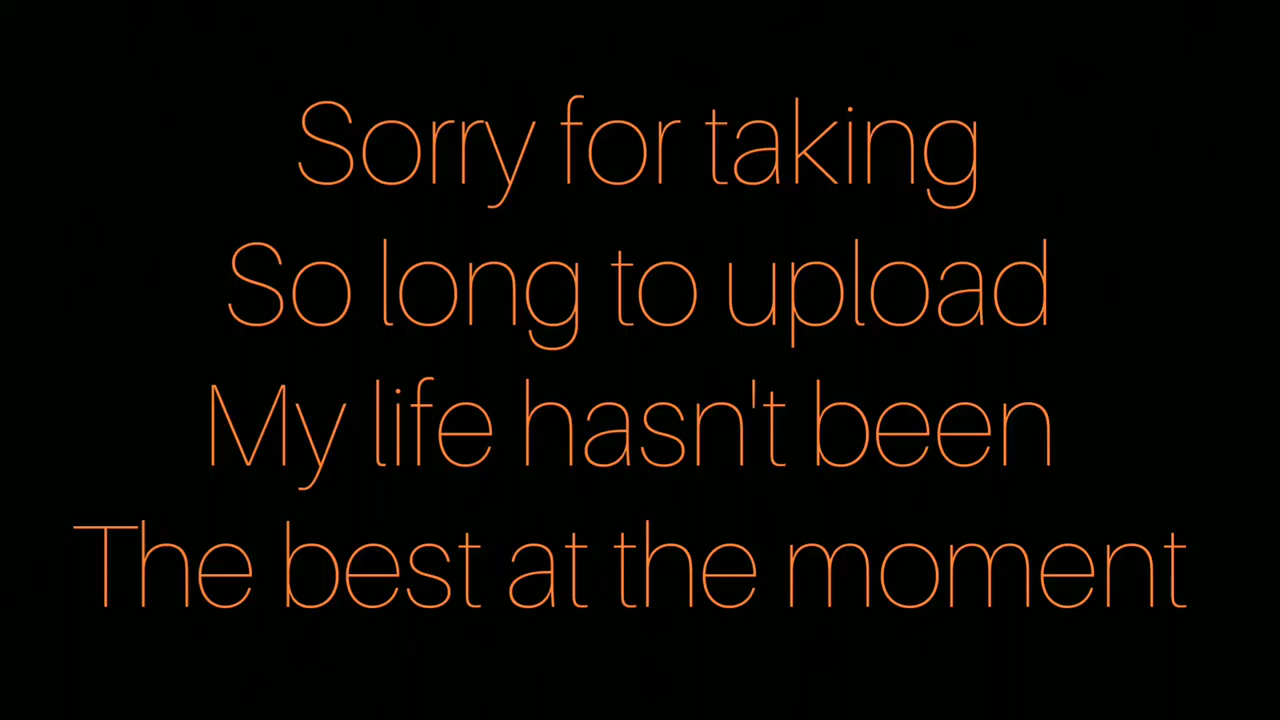 Sorry for taking
So long to upload
My life hasn't been
The best at the moment